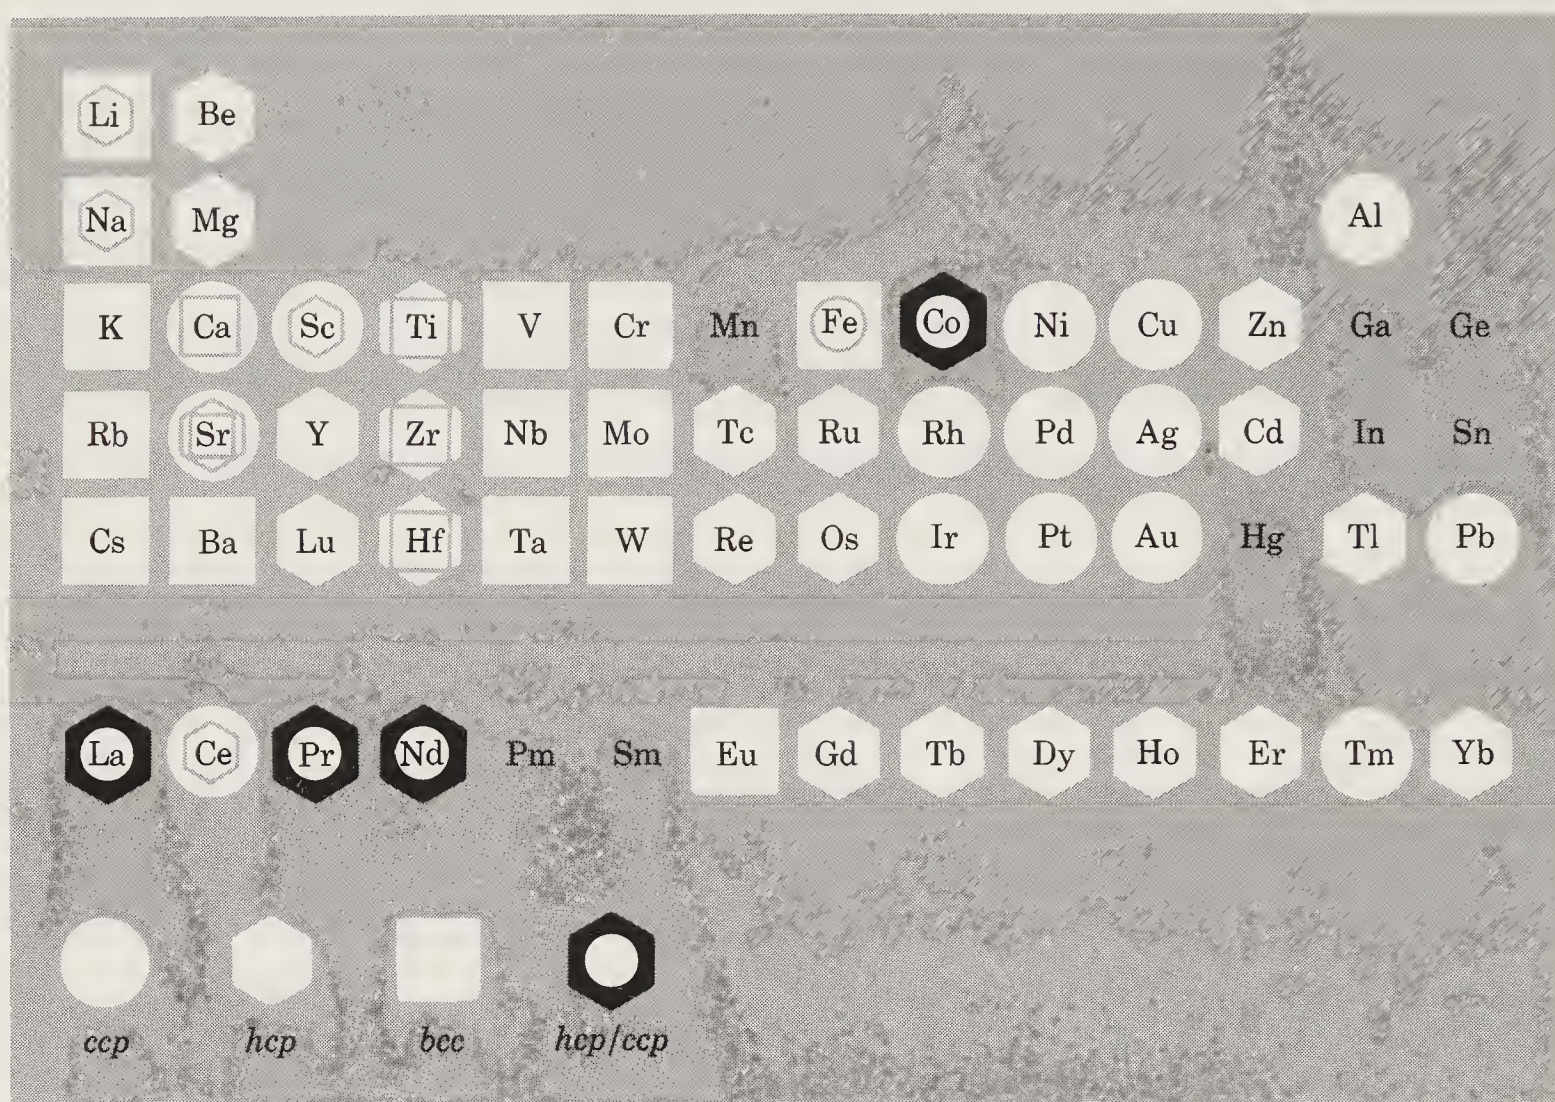 Li Be
Na Mg Al
K Ca Sc Ti V Cr Mn Fe Co Ni Cu Zn Ga Ge
Rb Sr Y Zr Nb Mo Tc Ru Rh Pd Ag Cd In Sn
Cs Ba Lu Hf Ta W Re Os Ir Pt Au Hg Tl Pb
La Ce Pr Nd Pm Sm Eu Gd Tb Dy Ho Er Tm Yb
ccp hcp bcc hcp/ccp